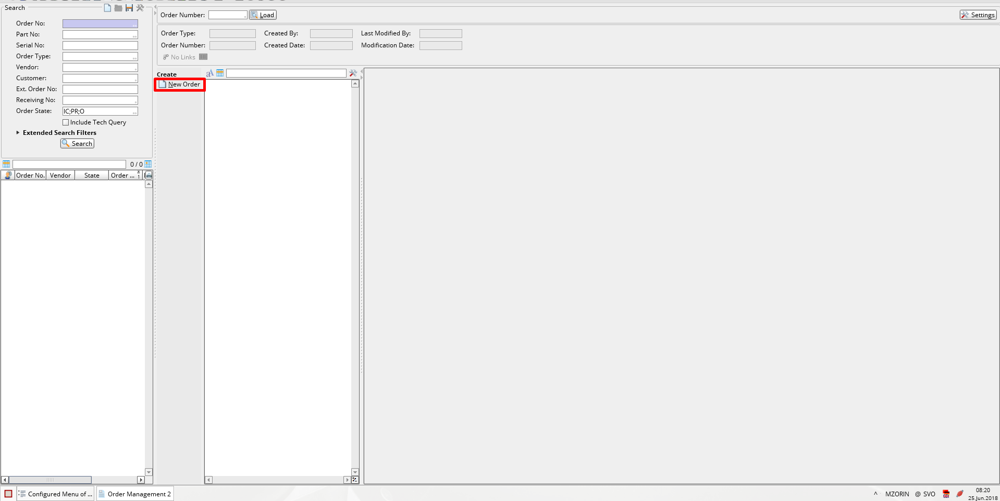 Search
Order No:
Part No:
Serial No:
Order Type:
Vendor:
Customer:
Ext. Order No:
Receiving No:
Order State: IC;PR;O
Include Tech Query
Extended Search Filters
Search
0 / 0
Order No. Vendor State Order ... 1
Order Number: Load Settings
Order Type: Created By: Last Modified By:
Order Number: Created Date: Modification Date:
No Links
Create
New Order
Configured Menu of ... Order Management 2 ^ MZORIN @ SVO 08:20
25.Jun.2018